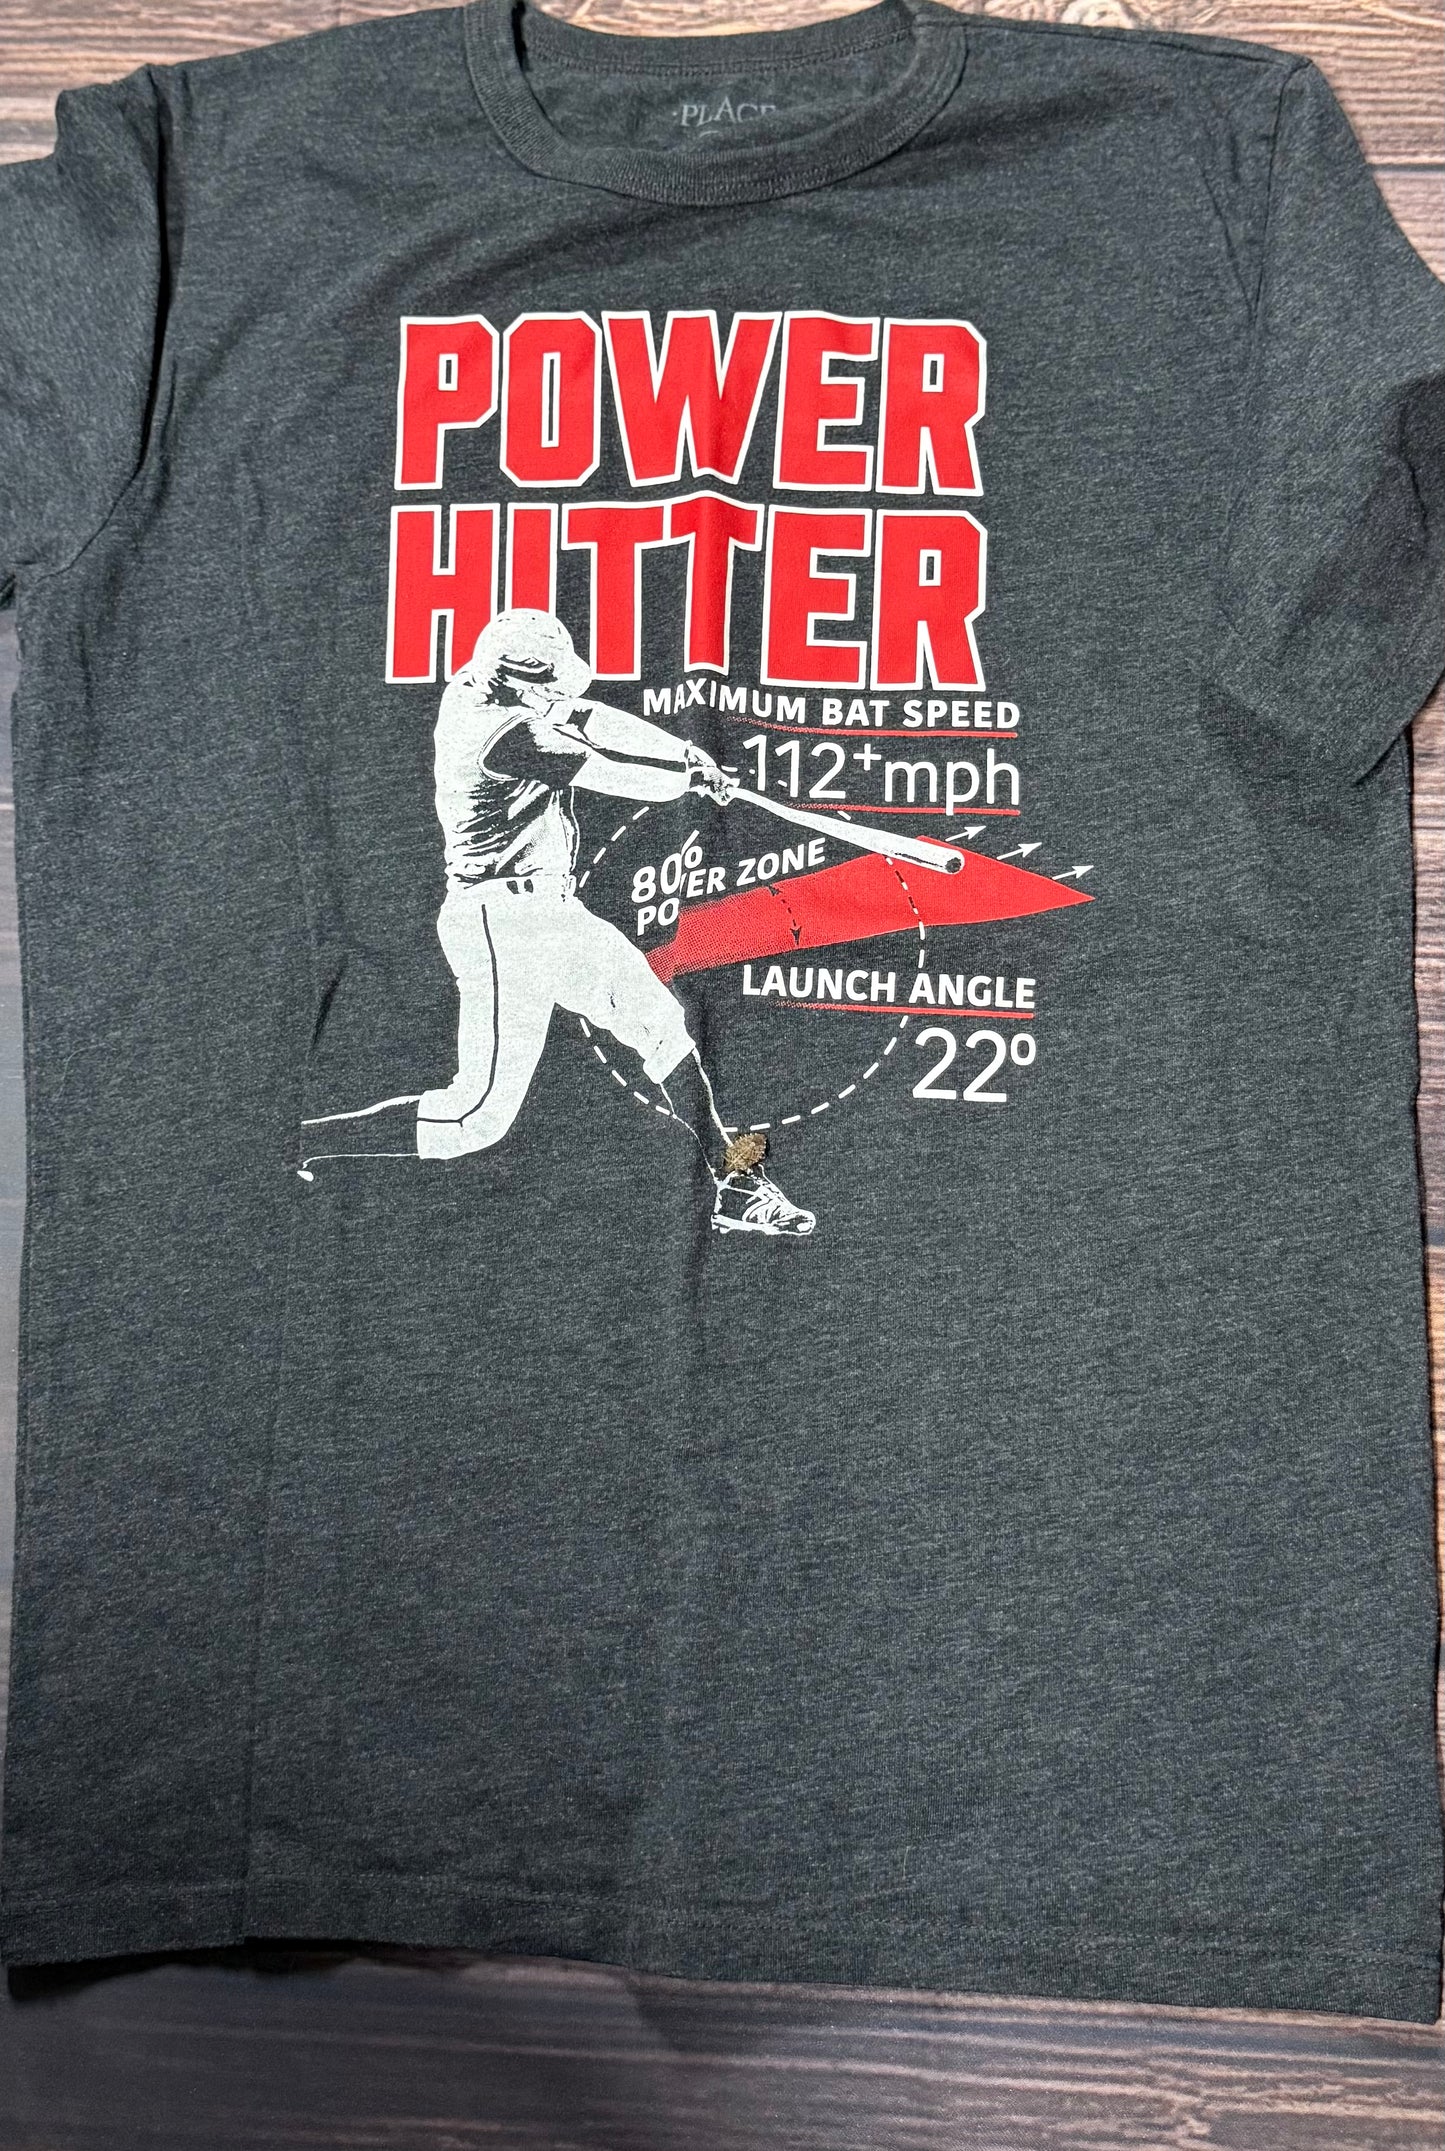 PLACE
POWER
HITTER
MAXIMUM BAT SPEED
112+mph
80%
POWER ZONE
LAUNCH ANGLE
22º